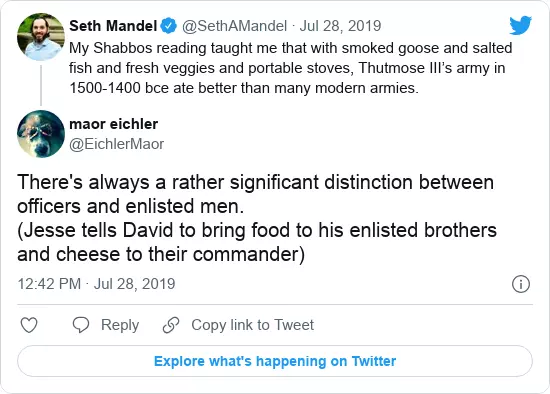 Seth Mandel @SethAMandel · Jul 28, 2019
My Shabbos reading taught me that with smoked goose and salted
fish and fresh veggies and portable stoves, Thutmose III’s army in
1500-1400 bce ate better than many modern armies.
maor eichler
@EichlerMaor
There's always a rather significant distinction between
officers and enlisted men.
(Jesse tells David to bring food to his enlisted brothers
and cheese to their commander)
12:42 PM · Jul 28, 2019
Reply
Copy link to Tweet
Explore what's happening on Twitter